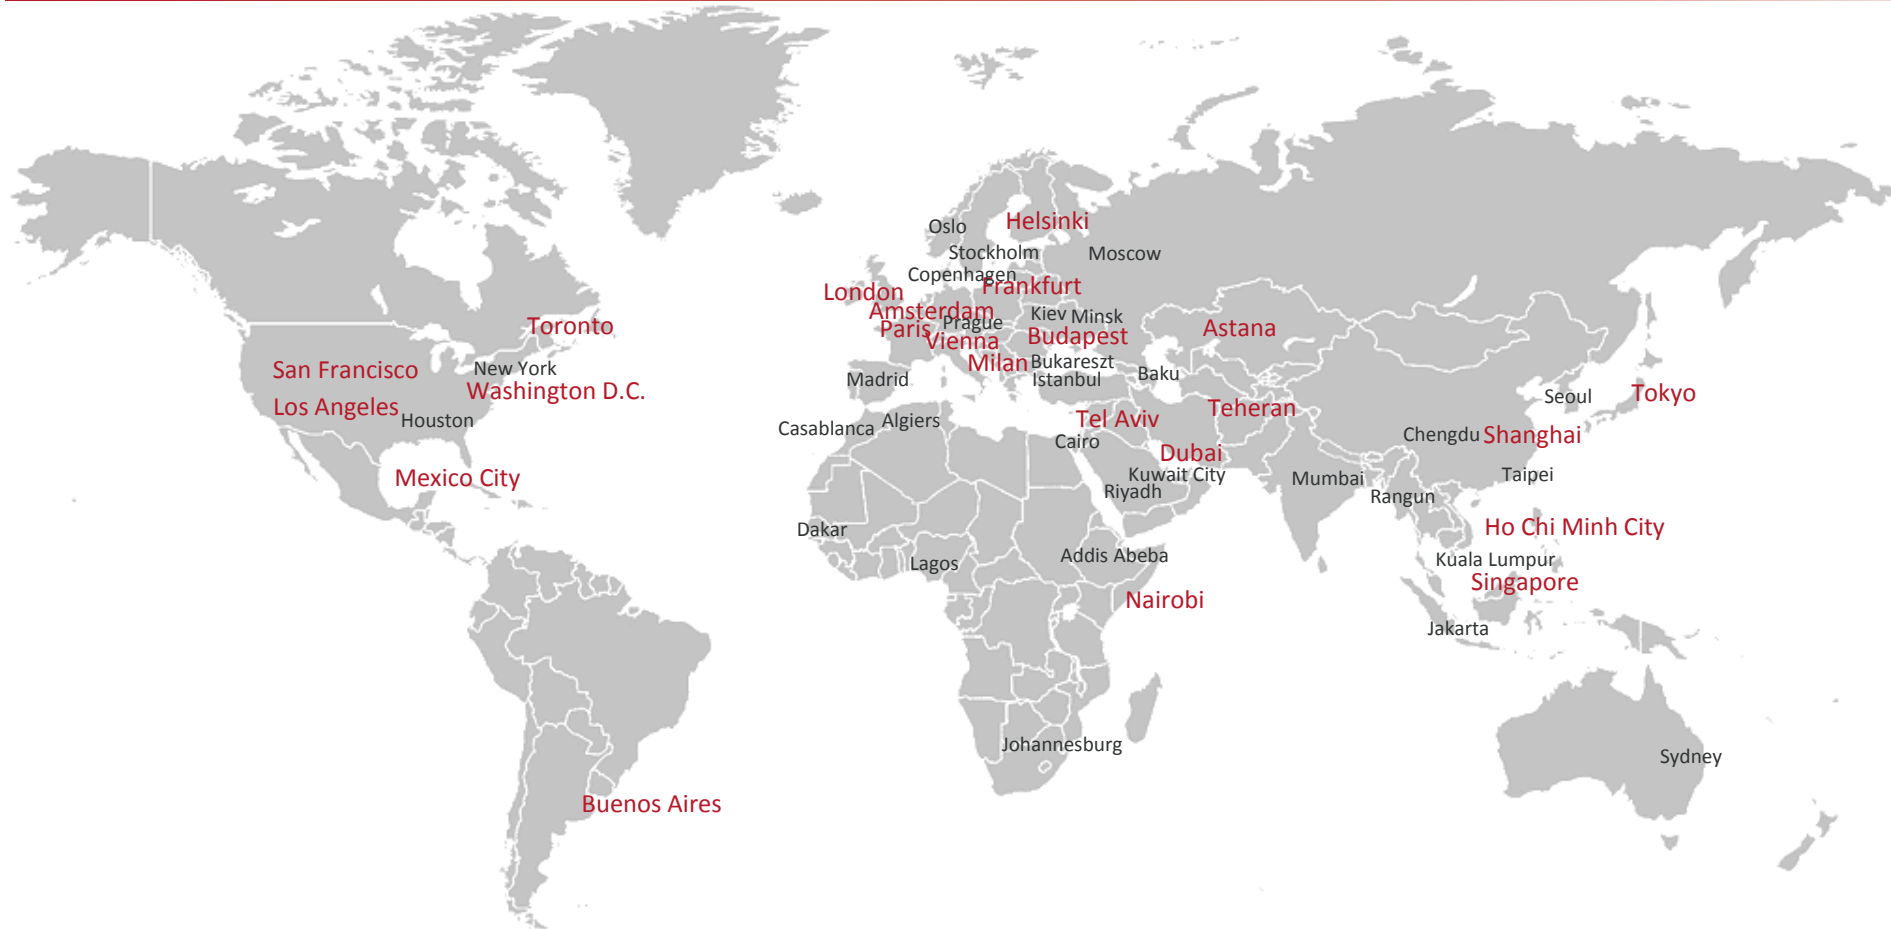 Oslo
Helsinki
Stockholm
Moscow
Copenhagen
Frankfurt
London
Amsterdam
Kiev
Minsk
Prague
Toronto
Paris
Astana
Budapest
Vienna
Milan
Bukareszt
San Francisco
New York
Madrid
Istanbul
Baku
Washington D.C.
Seoul
Tokyo
Los Angeles
Houston
Teheran
Tel Aviv
Algiers
Casablanca
Cairo
Chengdu
Shanghai
Dubai
Mexico City
Kuwait City
Mumbai
Taipei
Riyadh
Rangun
Dakar
Ho Chi Minh City
Addis Abeba
Lagos
Kuala Lumpur
Singapore
Nairobi
Jakarta
Johannesburg
Sydney
Buenos Aires